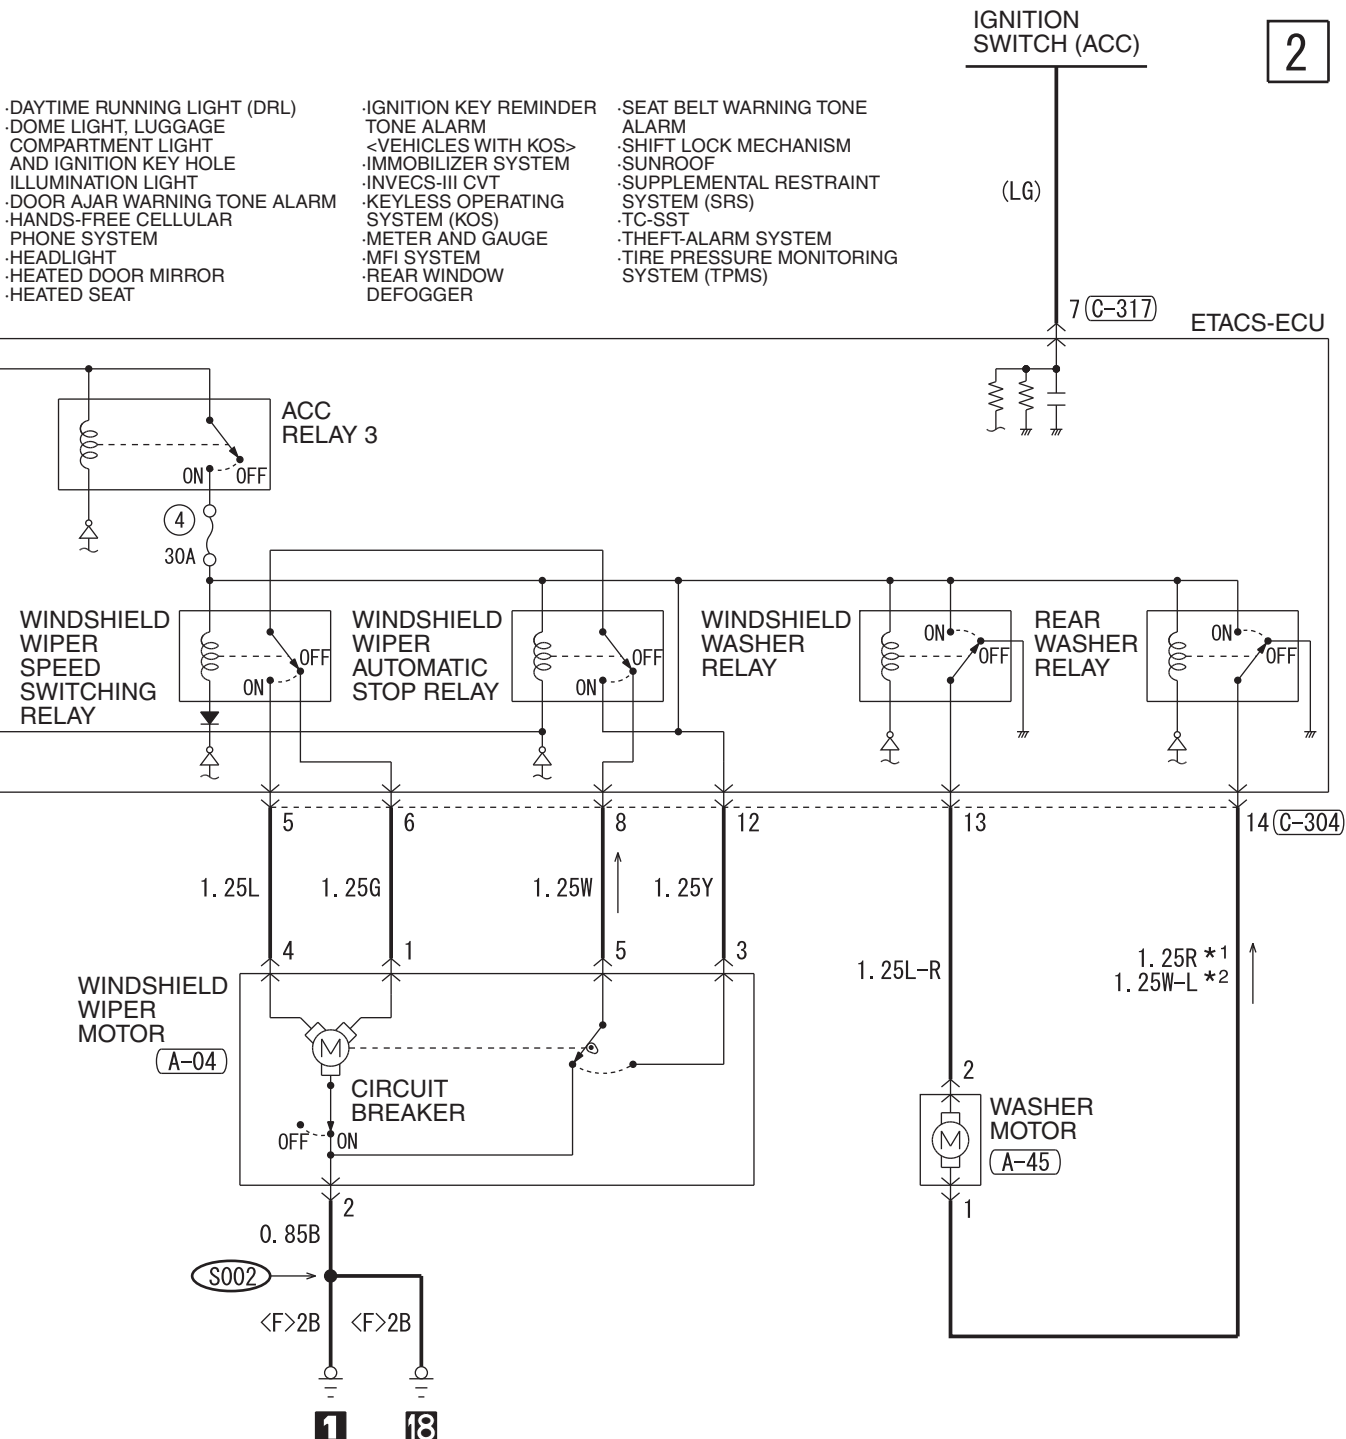 IGNITION
SWITCH (ACC)
2
·DAYTIME RUNNING LIGHT (DRL)
·DOME LIGHT, LUGGAGE
COMPARTMENT LIGHT
AND IGNITION KEY HOLE
ILLUMINATION LIGHT
·DOOR AJAR WARNING TONE ALARM
·HANDS-FREE CELLULAR
PHONE SYSTEM
·HEADLIGHT
·HEATED DOOR MIRROR
·HEATED SEAT
·IGNITION KEY REMINDER
TONE ALARM
<VEHICLES WITH KOS>
·IMMOBILIZER SYSTEM
·INVECS-III CVT
·KEYLESS OPERATING
SYSTEM (KOS)
·METER AND GAUGE
·MFI SYSTEM
·REAR WINDOW
DEFOGGER
·SEAT BELT WARNING TONE
ALARM
·SHIFT LOCK MECHANISM
·SUNROOF
·SUPPLEMENTAL RESTRAINT
SYSTEM (SRS)
·TC-SST
·THEFT-ALARM SYSTEM
·TIRE PRESSURE MONITORING
SYSTEM (TPMS)
(LG)
7 C-317
ETACS-ECU
ACC
RELAY 3
ON OFF
4
30A
WINDSHIELD
WIPER
SPEED
SWITCHING
RELAY
OFF
ON
WINDSHIELD
WIPER
AUTOMATIC
STOP RELAY
OFF
ON
WINDSHIELD
WASHER
RELAY
ON
OFF
REAR
WASHER
RELAY
ON
OFF
5 6 8 12 13 14 C-304
1.25L 1.25G 1.25W 1.25Y
1.25L-R
1.25R *1
1.25W-L *2
4 1 5 3
WINDSHIELD
WIPER
MOTOR
A-04
M
CIRCUIT
BREAKER
OFF ON
2
0.85B
S002
<F>2B <F>2B
1 18
2
M
WASHER
MOTOR
A-45
1